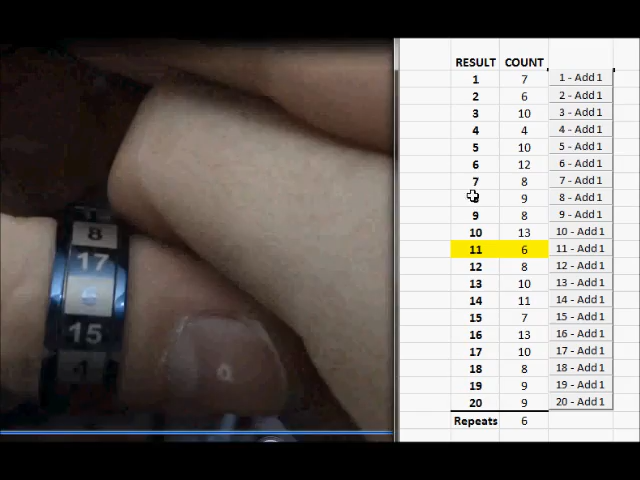 8
17
6
15
RESULT COUNT
1 7 1 - Add 1
2 6 2 - Add 1
3 10 3 - Add 1
4 4 4 - Add 1
5 10 5 - Add 1
6 12 6 - Add 1
7 8 7 - Add 1
9 8 - Add 1
9 8 9 - Add 1
10 13 10 - Add 1
11 6 11 - Add 1
12 8 12 - Add 1
13 10 13 - Add 1
14 11 14 - Add 1
15 7 15 - Add 1
16 13 16 - Add 1
17 10 17 - Add 1
18 8 18 - Add 1
19 9 19 - Add 1
20 9 20 - Add 1
Repeats 6